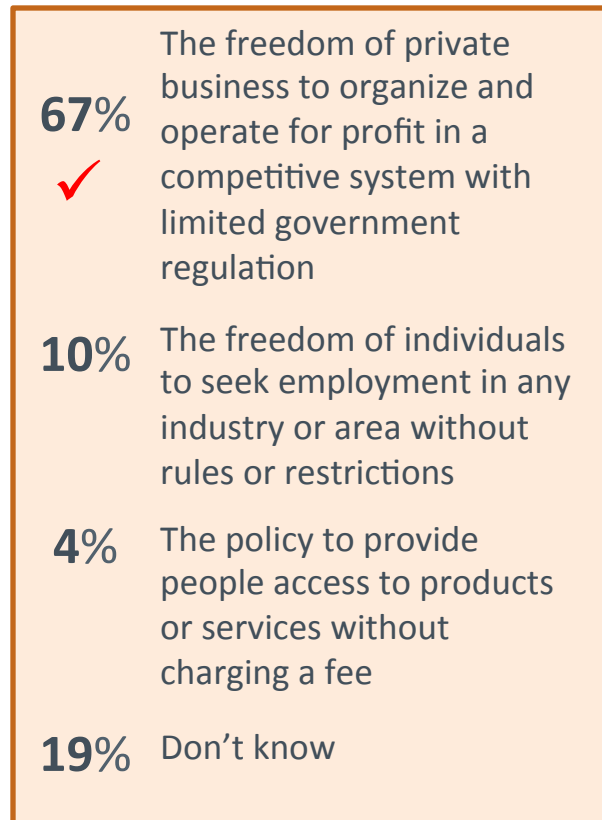 67%
The freedom of private
business to organize and
operate for profit in a
competitive system with
limited government
regulation
10%
The freedom of individuals
to seek employment in any
industry or area without
rules or restrictions
4%
The policy to provide
people access to products
or services without
charging a fee
19%
Don’t know